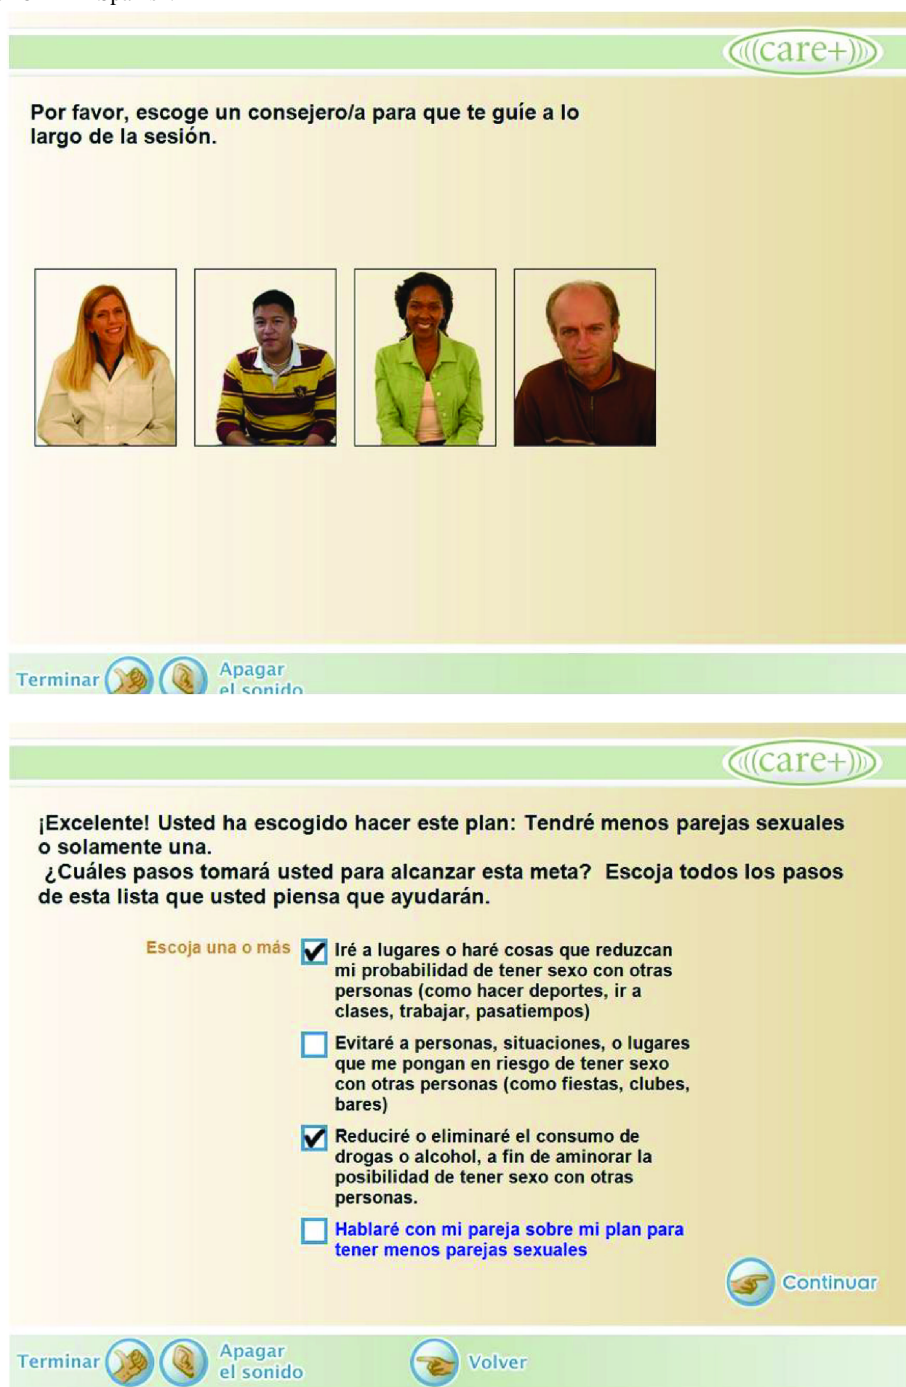 (((care+)))
Por favor, escoge un consejero/a para que te guíe a lo
largo de la sesión.
Terminar
Apagar
el sonido
(((care+)))
¡Excelente! Usted ha escogido hacer este plan: Tendré menos parejas sexuales
o solamente una.
¿Cuáles pasos tomará usted para alcanzar esta meta? Escoja todos los pasos
de esta lista que usted piensa que ayudarán.
Escoja una o más
Iré a lugares o haré cosas que reduzcan
mi probabilidad de tener sexo con otras
personas (como hacer deportes, ir a
clases, trabajar, pasatiempos)
Evitaré a personas, situaciones, o lugares
que me pongan en riesgo de tener sexo
con otras personas (como fiestas, clubes,
bares)
Reduciré o eliminaré el consumo de
drogas o alcohol, a fin de aminorar la
posibilidad de tener sexo con otras
personas.
Hablaré con mi pareja sobre mi plan para
tener menos parejas sexuales
Continuar
Terminar
Apagar
el sonido
Volver